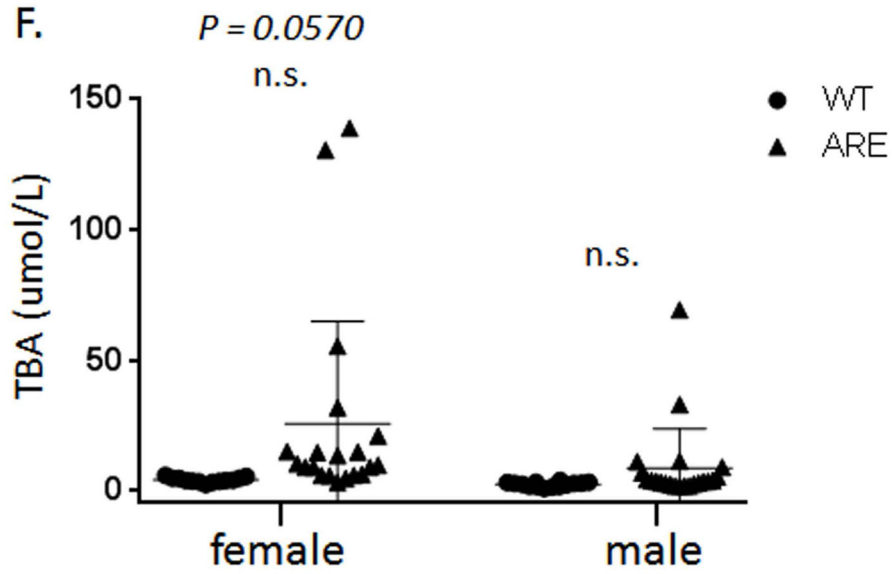 F.
P = 0.0570
n.s.
150
100
50
0
TBA (umol/L)
n.s.
WT
ARE
female
male